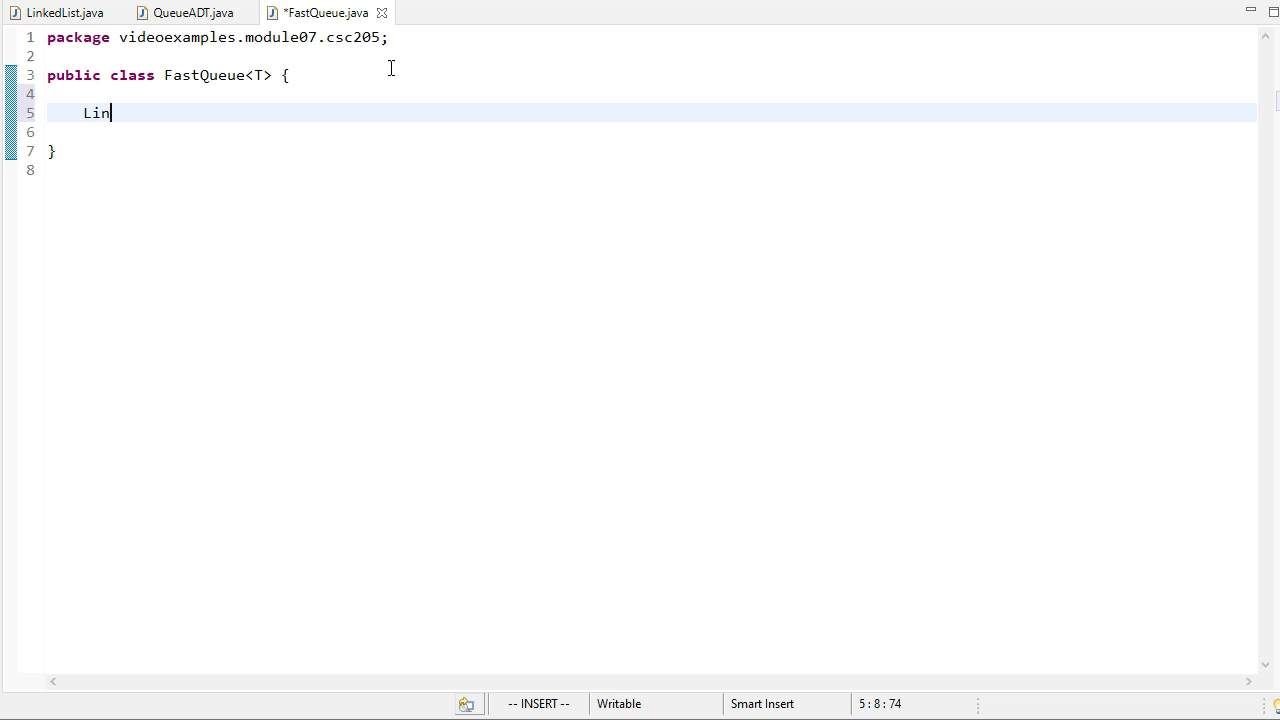 LinkedList.java QueueADT.java *FastQueue.java
1 package videoexamples.module07.csc205;
2
3 public class FastQueue<T> {
4
5 Lin
6
7 }
8
-- INSERT -- Writable Smart Insert 5 : 8 : 74